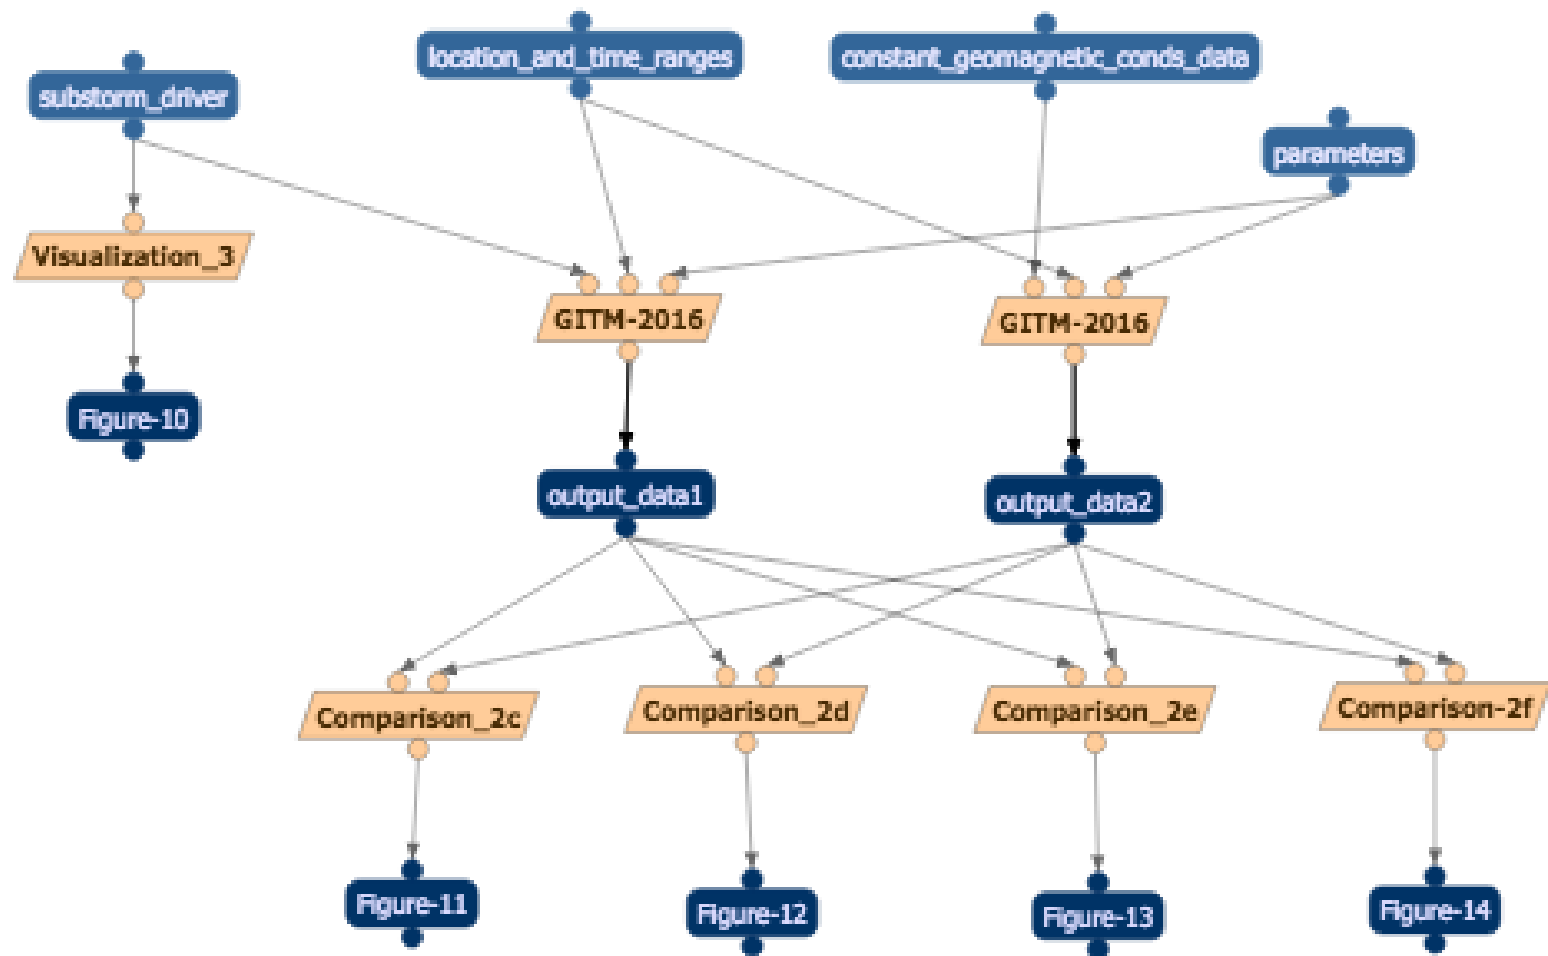 location_and_time_ranges
constant_geomagnetic_conds_data
substorm_driver
parameters
Visualization_3
GITM-2016
GITM-2016
Figure-10
output_data1
output_data2
Comparison_2c
Comparison_2d
Comparison_2e
Comparison-2f
Figure-11
Figure-12
Figure-13
Figure-14